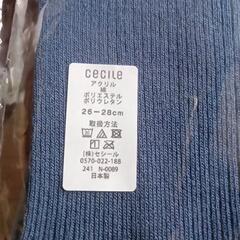 cecile
アクリル
綿
ポリエステル
ポリウレタン
26-28cm
取扱方法
(株)セシール
0570-022-188
241 N-0089
日本製